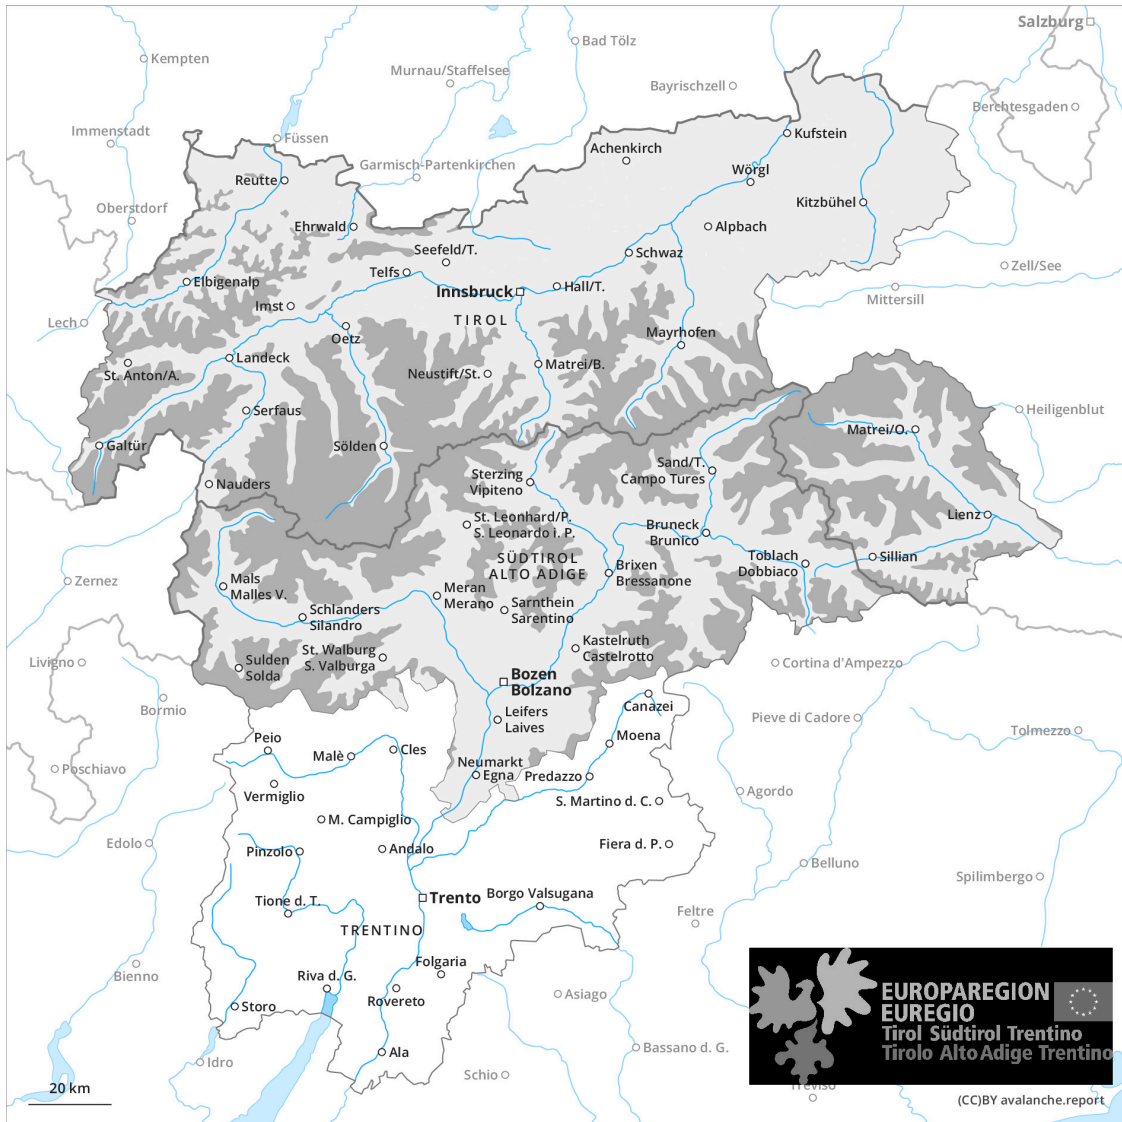 Salzburg
Bad Tölz
Kempten
Murnau/Staffelsee
Bayrischzell
Berchtesgaden
Immenstadt
Füssen
Kufstein
Achenkirch
Garmisch-Partenkirchen
Wörgl
Reutte
Kitzbühel
Oberstdorf
Ehrwald
Alpbach
Seefeld/T.
Schwaz
Telfs
Zell/See
Elbigenalp
Hall/T.
Innsbruck
Mittersill
Imst
Lech
TIROL
Oetz
Mayrhofen
Landeck
Matrei/B.
St. Anton/A.
Neustift/St.
Serfaus
Heiligenblut
Matrei/O.
Galtür
Sölden
Sand/T.
Campo Tures
Sterzing
Vipiteno
Nauders
St. Leonhard/P.
S. Leonardo i. P.
Lienz
Bruneck
Brunico
SÜDTIROL
ALTO ADIGE
Toblach
Dobbiaco
Sillian
Brixen
Bressanone
Zernez
Mals
Malles V.
Meran
Merano
Sarnthein
Sarentino
Schlanders
Silandro
Kastelruth
Castelrotto
St. Walburg
S. Valburga
Livigno
Sulden
Solda
Cortina d'Ampezzo
Bozen
Bolzano
Bormio
Canazei
Leifers
Laives
Pieve di Cadore
Tolmezzo
Peio
Moena
Malè
Cles
Neumarkt
Egna
Predazzo
Poschiavo
Vermiglio
Agordo
S. Martino d. C.
M. Campiglio
Edolo
Pinzolo
Andalo
Fiera d. P.
Belluno
Spilimbergo
Trento
Borgo Valsugana
Tione d. T.
Feltre
TRENTINO
Folgaria
Bienno
Riva d. G.
Rovereto
Asiago
Storo
EUROPAREGION
EUREGIO
Tirol Südtirol Trentino
Tirolo Alto Adige Trentino
Ala
Idro
Bassano d. G.
Schio
Treviso
20 km
(CC)BY avalanche.report